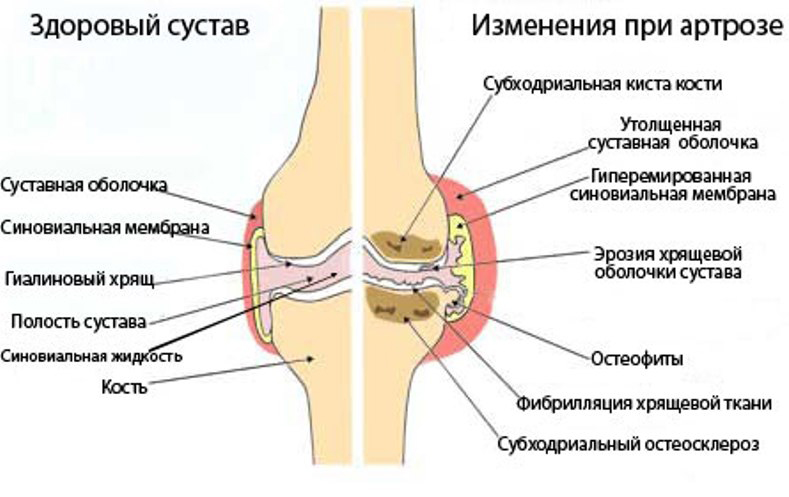 Здоровый сустав
Изменения при артрозе
Суставная оболочка
Синовиальная мембрана
Гиалиновый хрящ
Полость сустава
Синовиальная жидкость
Кость
Субходриальная киста кости
Утолщенная
суставная оболочка
Гиперемированная
синовиальная мембрана
Эрозия хрящевой
оболочки сустава
Остеофиты
Фибрилляция хрящевой ткани
Субходриальный остеосклероз